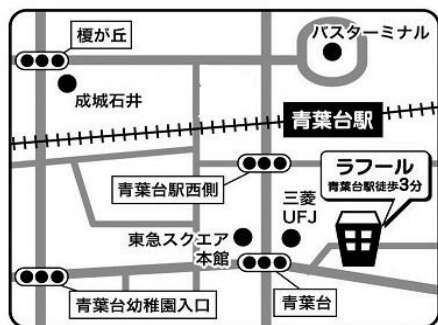 榎が丘
バスターミナル
成城石井
青葉台駅
ラフール
青葉台駅徒歩3分
青葉台駅西側
三菱
UFJ
東急スクエア
本館
青葉台幼稚園入口
青葉台